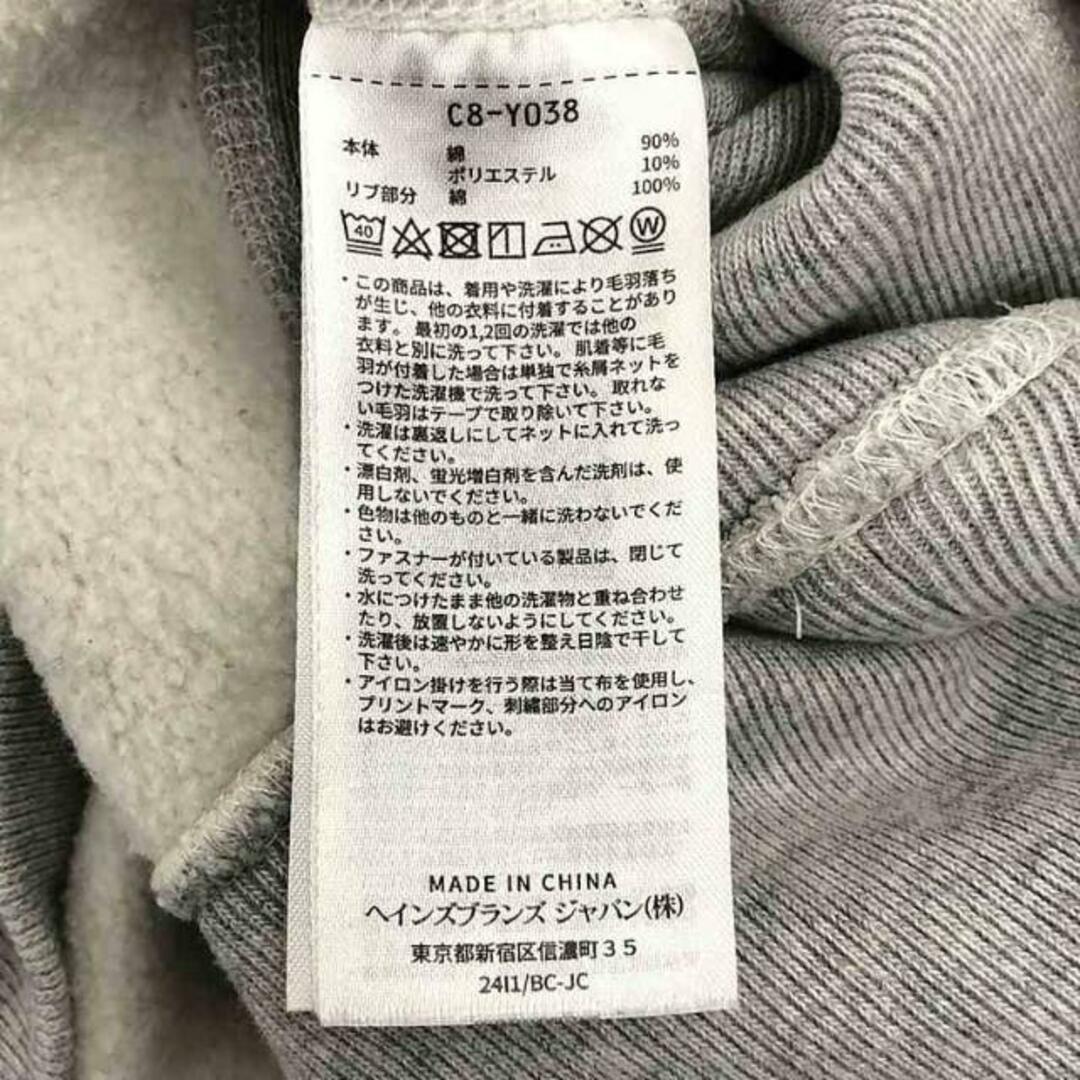 C8-Y038
本体 綿 90%
ポリエステル 10%
リブ部分 綿 100%
40 W
・この商品は、着用や洗濯により毛羽落ち
が生じ、他の衣料に付着することがあり
ます。 最初の1,2回の洗濯では他の
衣料と別に洗って下さい。 肌着等に毛
羽が付着した場合は単独で糸屑ネットを
つけた洗濯機で洗って下さい。 取れな
い毛羽はテープで取り除いて下さい。
・洗濯は裏返しにしてネットに入れて洗っ
てください。
・漂白剤、蛍光増白剤を含んだ洗剤は、使
用しないでください。
・色物は他のものと一緒に洗わないでくだ
さい。
・ファスナーが付いている製品は、閉じて
洗ってください。
・水につけたまま他の洗濯物と重ね合わせ
たり、放置しないようにしてください。
・洗濯後は速やかに形を整え日陰で干して
下さい。
・アイロン掛けを行う際は当て布を使用し、
プリントマーク、刺繍部分へのアイロン
はお避けください。
MADE IN CHINA
ヘインズブランズ ジャパン(株)
東京都新宿区信濃町３５
24I1/BC-JC